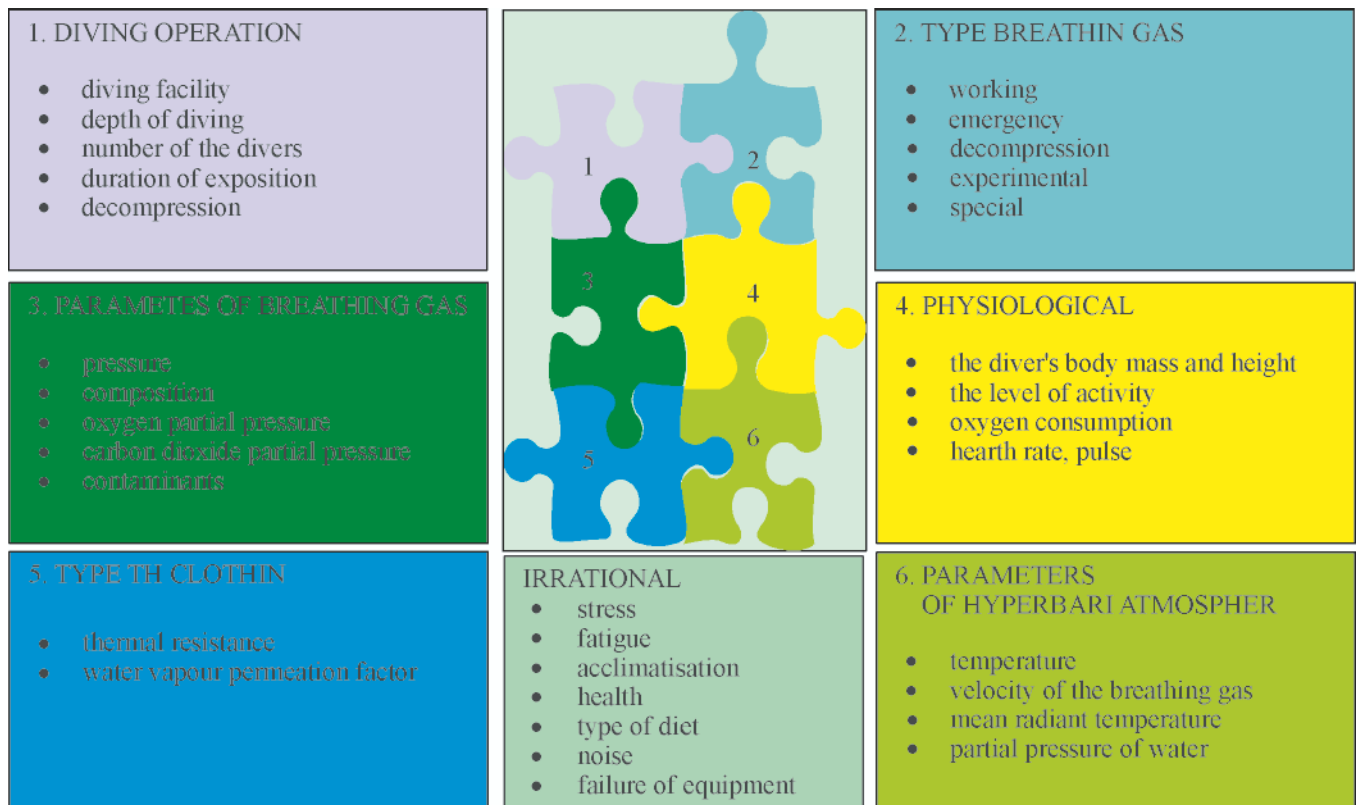 1. DIVING OPERATION
• diving facility
• depth of diving
• number of the divers
• duration of exposition
• decompression
1
2
3
4
5
6
2. TYPE BREATHIN GAS
• working
• emergency
• decompression
• experimental
• special
3. PARAMETES OF BREATHING GAS
• pressure
• composition
• oxygen partial pressure
• carbon dioxide partial pressure
• contaminants
4. PHYSIOLOGICAL
• the diver's body mass and height
• the level of activity
• oxygen consumption
• hearth rate, pulse
5. TYPE TH CLOTHIN
• thermal resistance
• water vapour permeation factor
IRRATIONAL
• stress
• fatigue
• acclimatisation
• health
• type of diet
• noise
• failure of equipment
6. PARAMETERS
OF HYPERBARI ATMOSPHER
• temperature
• velocity of the breathing gas
• mean radiant temperature
• partial pressure of water